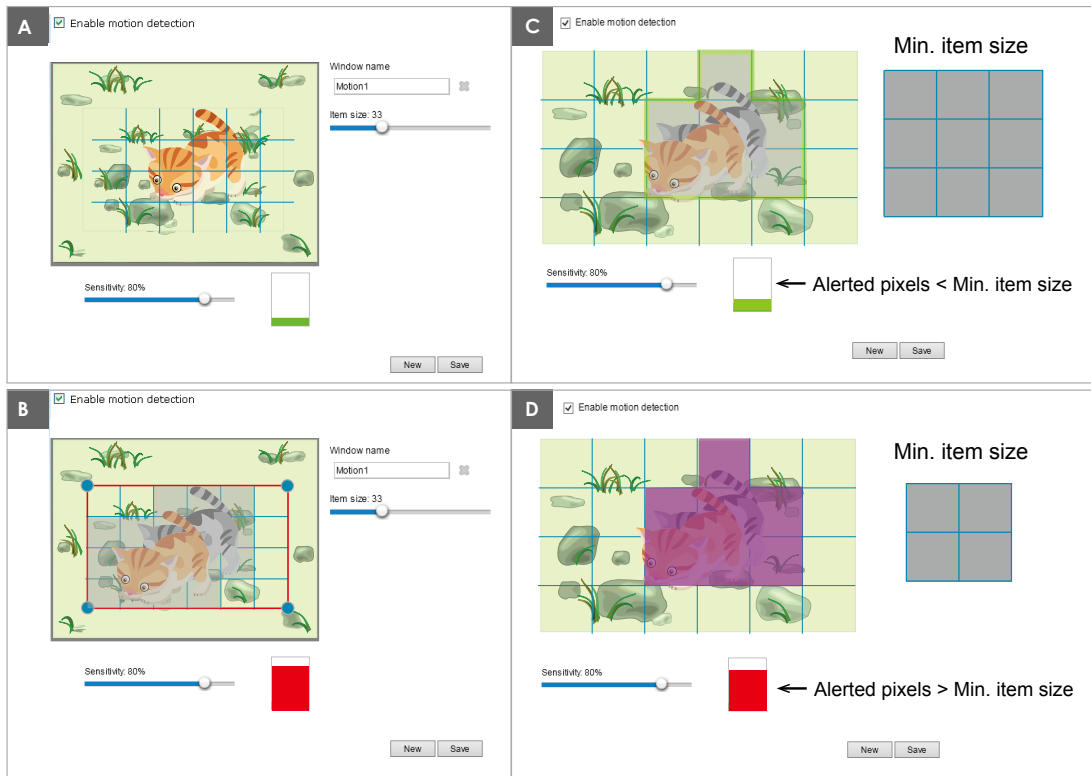 A
Enable motion detection
Window name
Motion1
Item size: 33
Sensitivity: 80%
New Save
B
Enable motion detection
Window name
Motion1
Item size: 33
Sensitivity: 80%
New Save
C
Enable motion detection
Min. item size
Sensitivity: 80%
Alerted pixels < Min. item size
New Save
D
Enable motion detection
Min. item size
Sensitivity: 80%
Alerted pixels > Min. item size
New Save